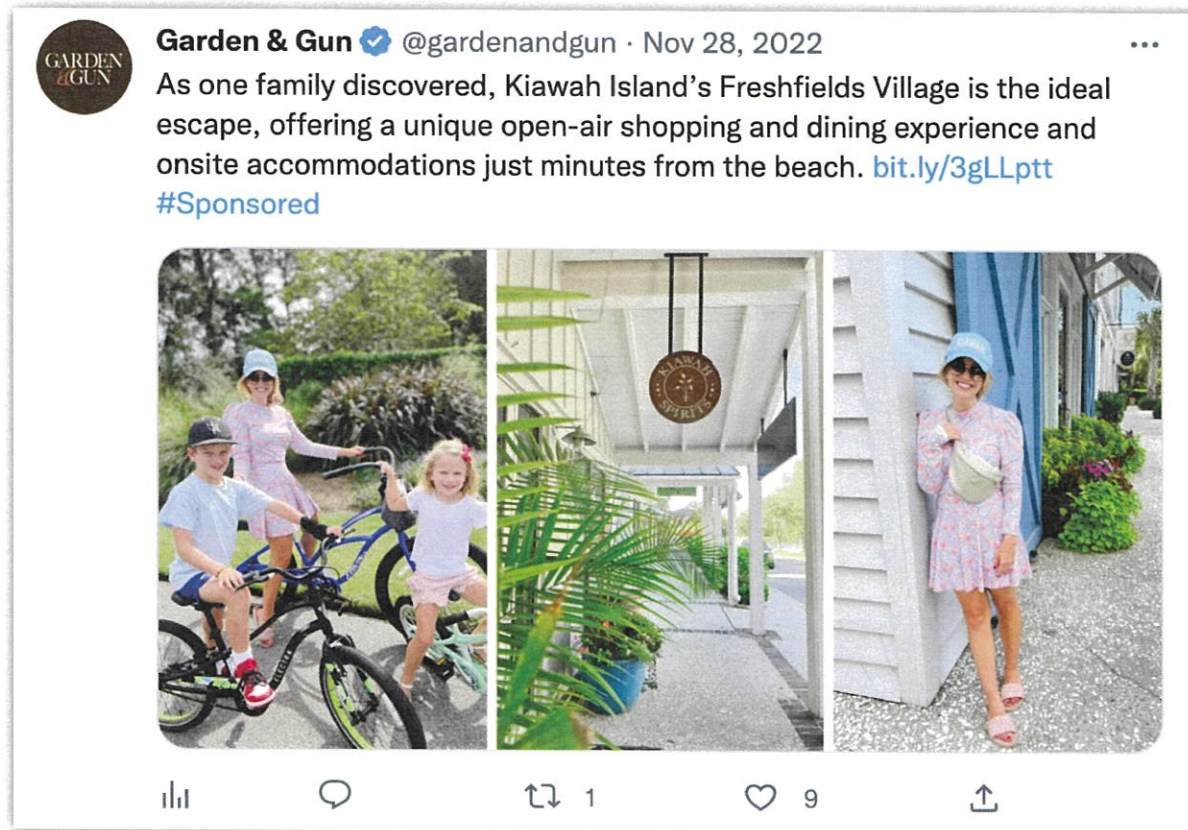 GARDEN
&GUN
Garden & Gun @gardenandgun · Nov 28, 2022
As one family discovered, Kiawah Island's Freshfields Village is the ideal
escape, offering a unique open-air shopping and dining experience and
onsite accommodations just minutes from the beach. bit.ly/3gLLptt
#Sponsored
KIAWAH
SPIRITS
ELECTRA
1
9